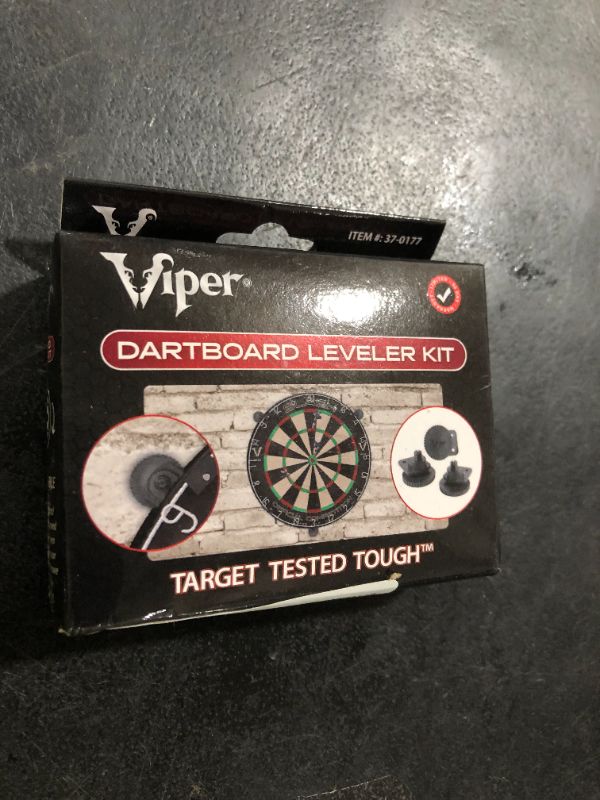 ITEM #: 37-0177
Viper®
DARTBOARD LEVELER KIT
TARGET TESTED TOUGH™